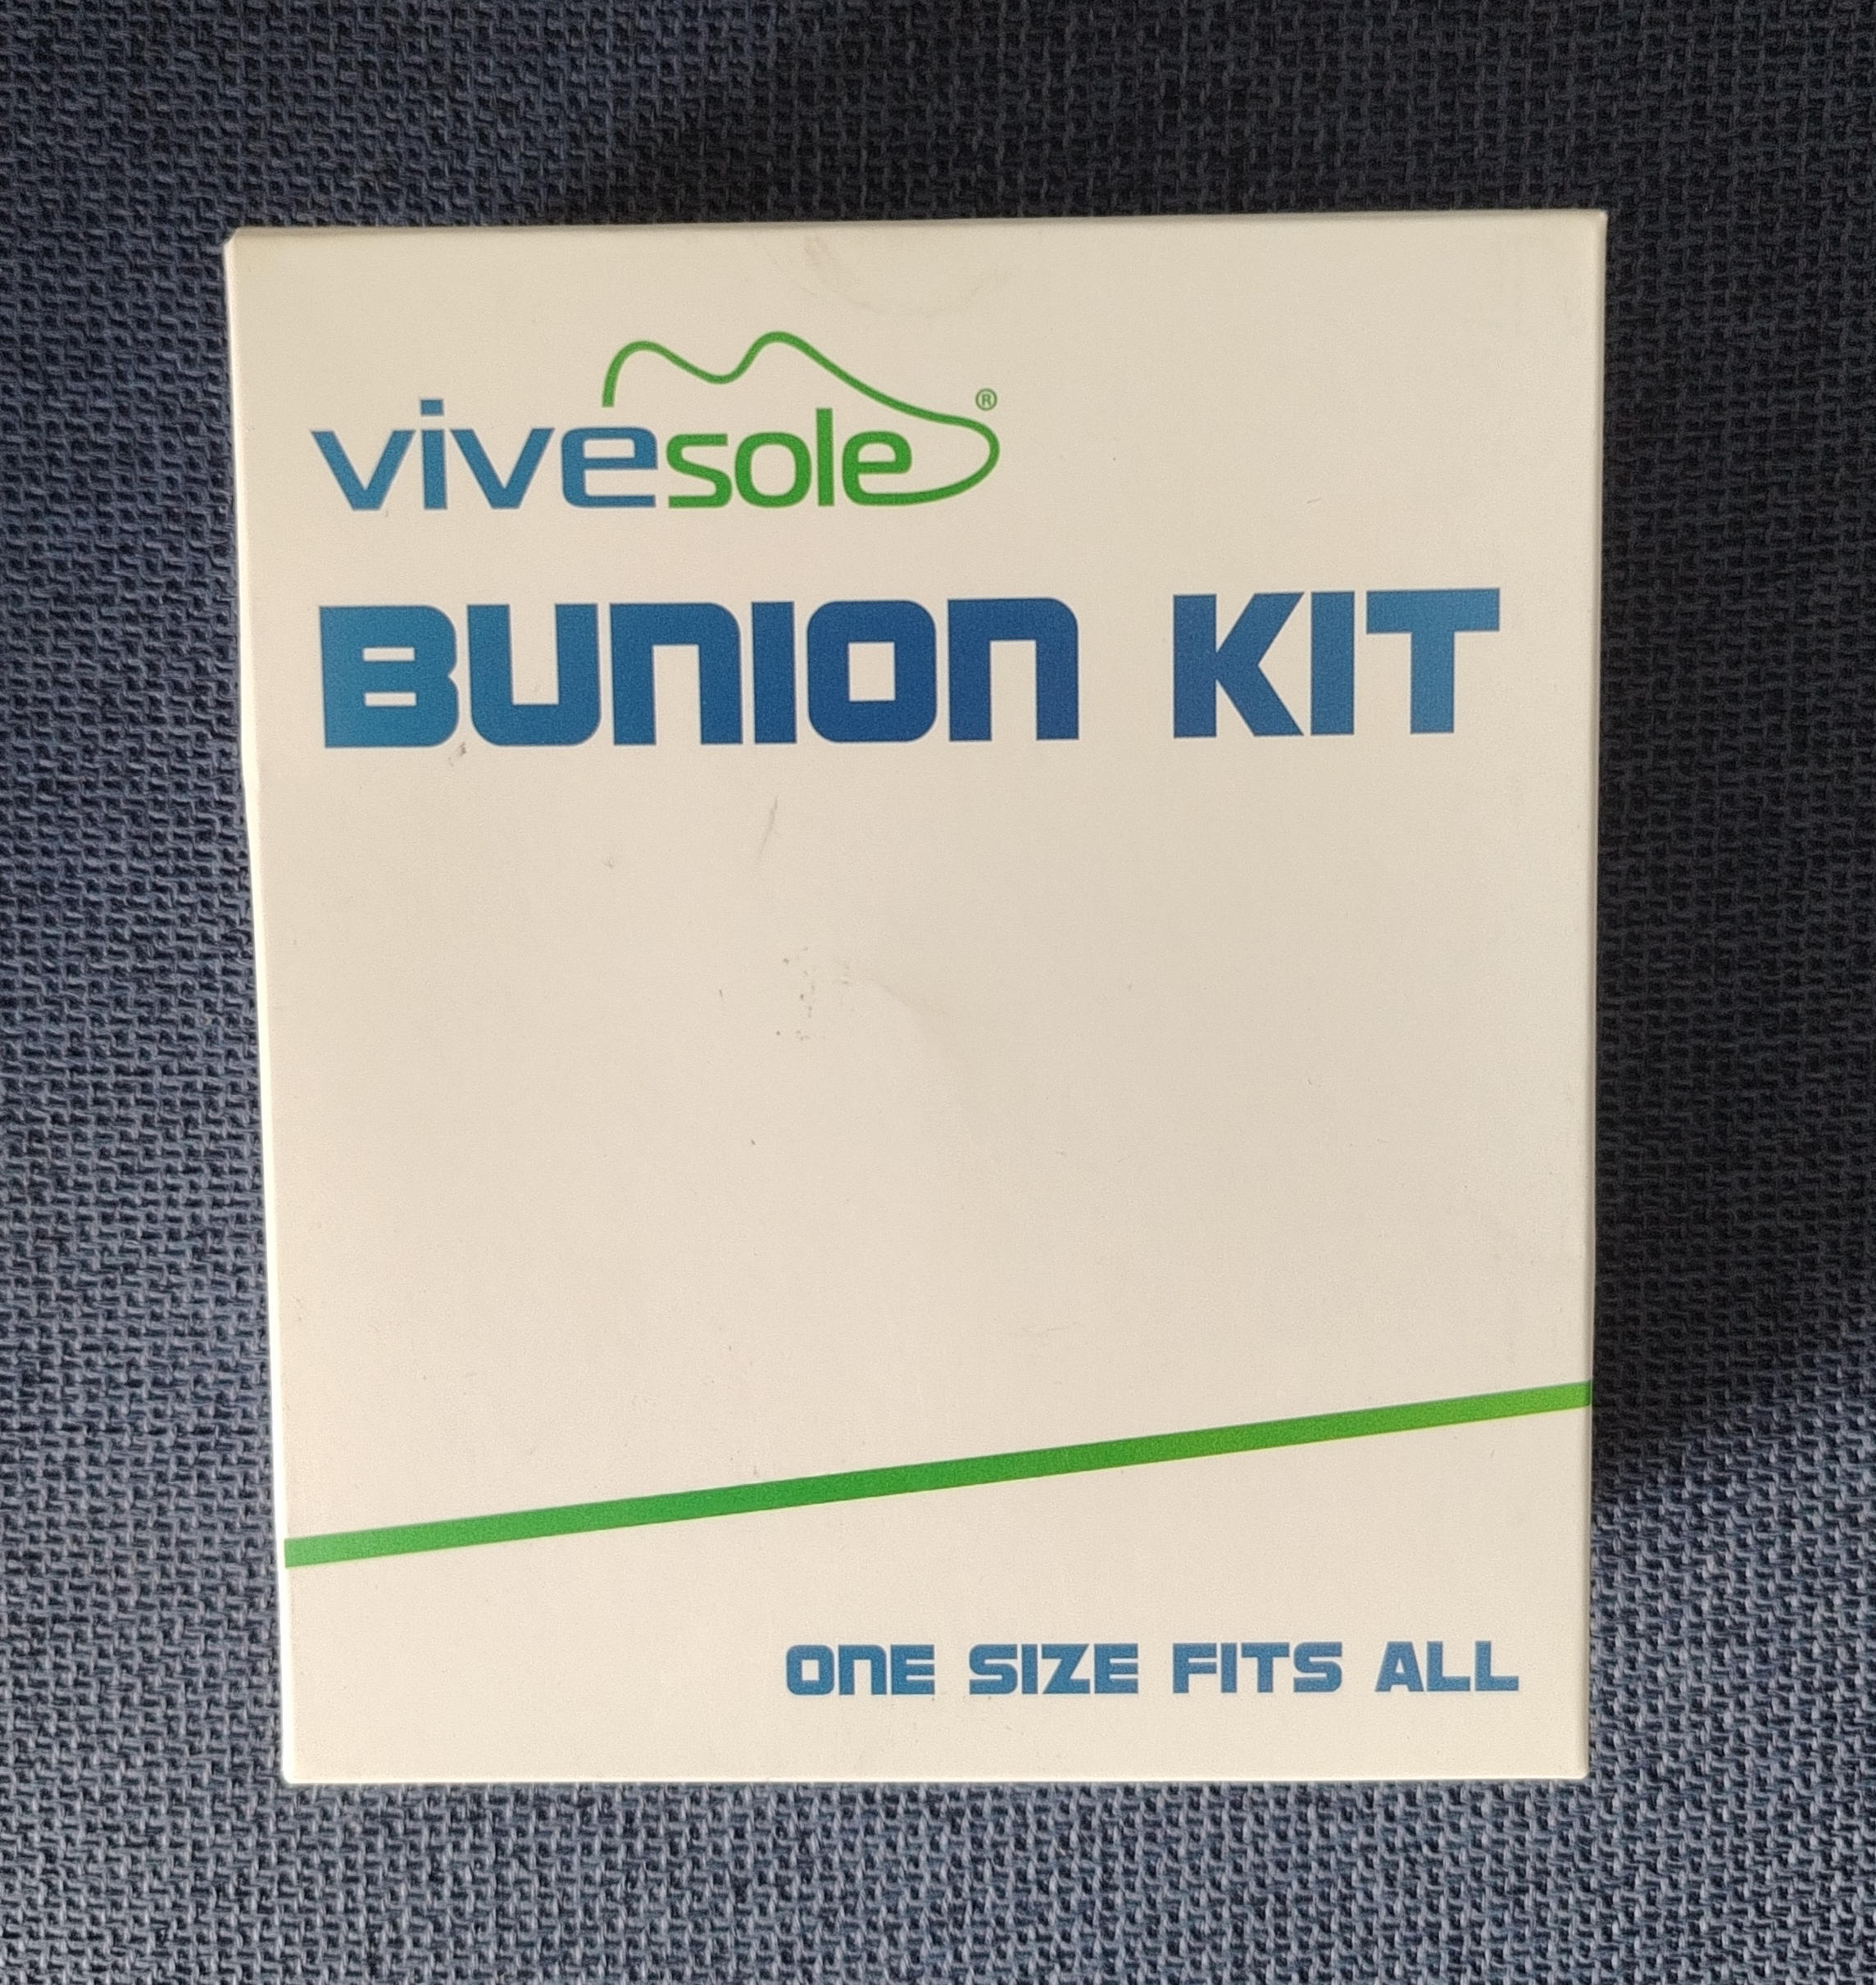 vivesole®
BUNION KIT
ONE SIZE FITS ALL